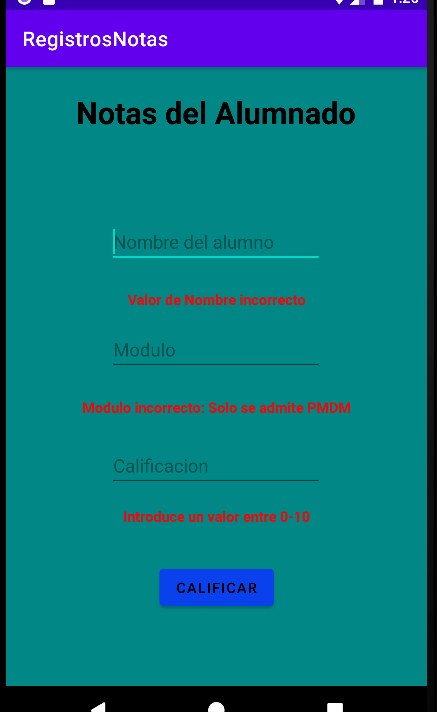 RegistrosNotas
Notas del Alumnado
Nombre del alumno
Valor de Nombre incorrecto
Modulo
Modulo incorrecto: Solo se admite PMDM
Calificacion
Introduce un valor entre 0-10
CALIFICAR